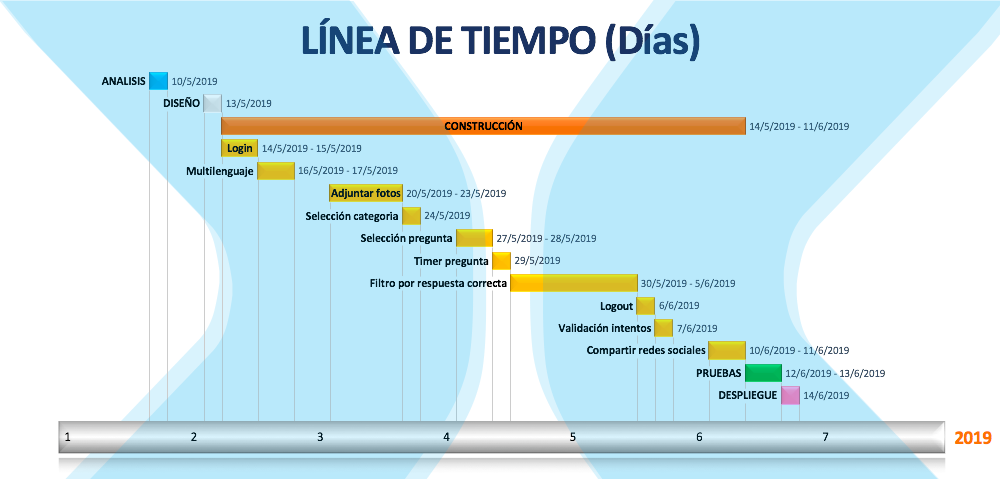 LÍNEA DE TIEMPO (Días)
ANALISIS 10/5/2019
DISEÑO 13/5/2019
CONSTRUCCIÓN 14/5/2019 - 11/6/2019
Login 14/5/2019 - 15/5/2019
Multilenguaje 16/5/2019 - 17/5/2019
Adjuntar fotos 20/5/2019 - 23/5/2019
Selección categoria 24/5/2019
Selección pregunta 27/5/2019 - 28/5/2019
Timer pregunta 29/5/2019
Filtro por respuesta correcta 30/5/2019 - 5/6/2019
Logout 6/6/2019
Validación intentos 7/6/2019
Compartir redes sociales 10/6/2019 - 11/6/2019
PRUEBAS 12/6/2019 - 13/6/2019
DESPLIEGUE 14/6/2019
1 2 3 4 5 6 7 2019